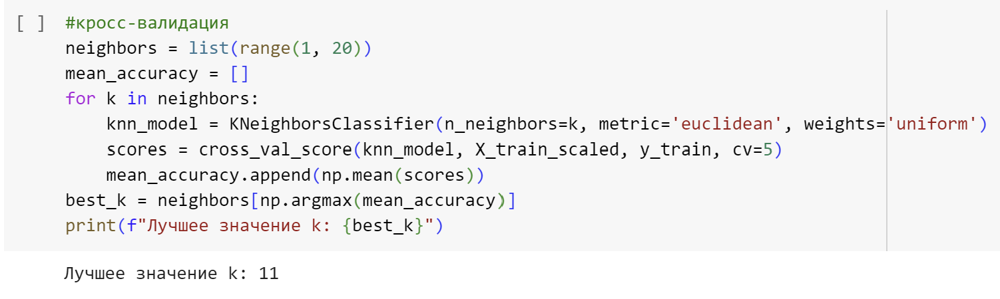 [ ] #кросс-валидация
neighbors = list(range(1, 20))
mean_accuracy = []
for k in neighbors:
    knn_model = KNeighborsClassifier(n_neighbors=k, metric='euclidean', weights='uniform')
    scores = cross_val_score(knn_model, X_train_scaled, y_train, cv=5)
    mean_accuracy.append(np.mean(scores))
best_k = neighbors[np.argmax(mean_accuracy)]
print(f"Лучшее значение k: {best_k}")
Лучшее значение k: 11